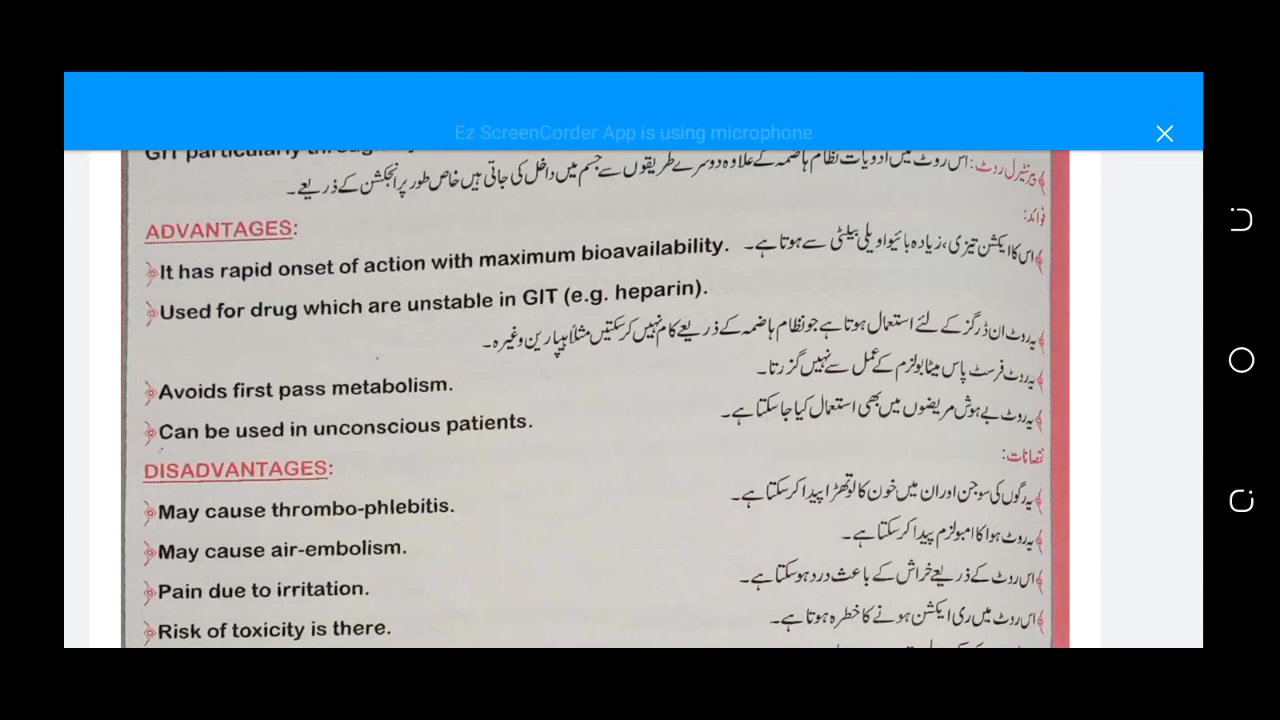 Ez ScreenCorder App is using microphone
GIT particularly
پیرنٹیرل روٹ: اس روٹ میں ادویات نظام ہاضمہ کے علاوہ دوسرے طریقوں سے جسم میں داخل کی جاتی ہیں خاص طور پر انجکشن کے ذریعے۔
فوائد:
ADVANTAGES:
It has rapid onset of action with maximum bioavailability. اس کا ایکشن تیزی، زیادہ بائیو اویلی بیلٹی سے ہوتا ہے۔
Used for drug which are unstable in GIT (e.g. heparin).
یہ روٹ ان ڈرگز کے لئے استعمال ہوتا ہے جو نظام ہاضمہ کے ذریعے کام نہیں کر سکتیں مثلاً ہیپارین وغیرہ۔
Avoids first pass metabolism. یہ روٹ فرسٹ پاس میٹابولزم کے عمل سے نہیں گزرتا۔
Can be used in unconscious patients. یہ روٹ بے ہوش مریضوں میں بھی استعمال کیا جا سکتا ہے۔
نقصانات:
DISADVANTAGES:
May cause thrombo-phlebitis. یہ رگوں کی سوجن اور ان میں خون کا لوتھڑا پیدا کر سکتا ہے۔
May cause air-embolism. یہ روٹ ہوا کا امبولزم پیدا کر سکتا ہے۔
Pain due to irritation. اس روٹ کے ذریعے خراش کے باعث درد ہو سکتا ہے۔
Risk of toxicity is there. اس روٹ میں ری ایکشن ہونے کا خطرہ ہوتا ہے۔